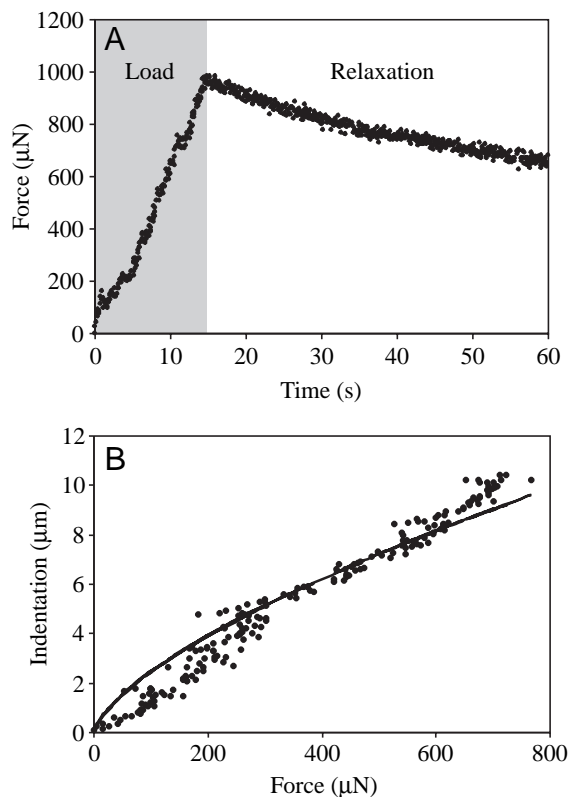 A
Load
Relaxation
Force (µN)
1200
1000
800
600
400
200
0
0 10 20 30 40 50 60
Time (s)
B
Indentation (µm)
12
10
8
6
4
2
0
0 200 400 600 800
Force (µN)